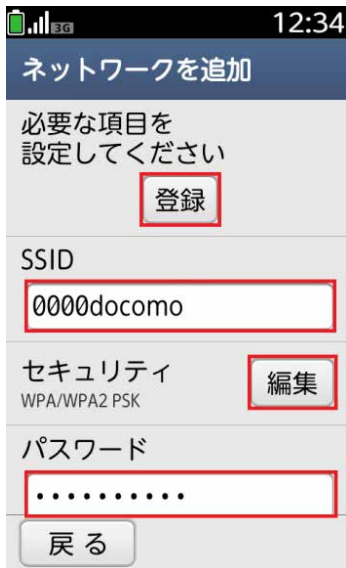 3G 12:34
ネットワークを追加
必要な項目を
設定してください
登録
SSID
0000docomo
セキュリティ
WPA/WPA2 PSK
編集
パスワード
••••••••••
戻る